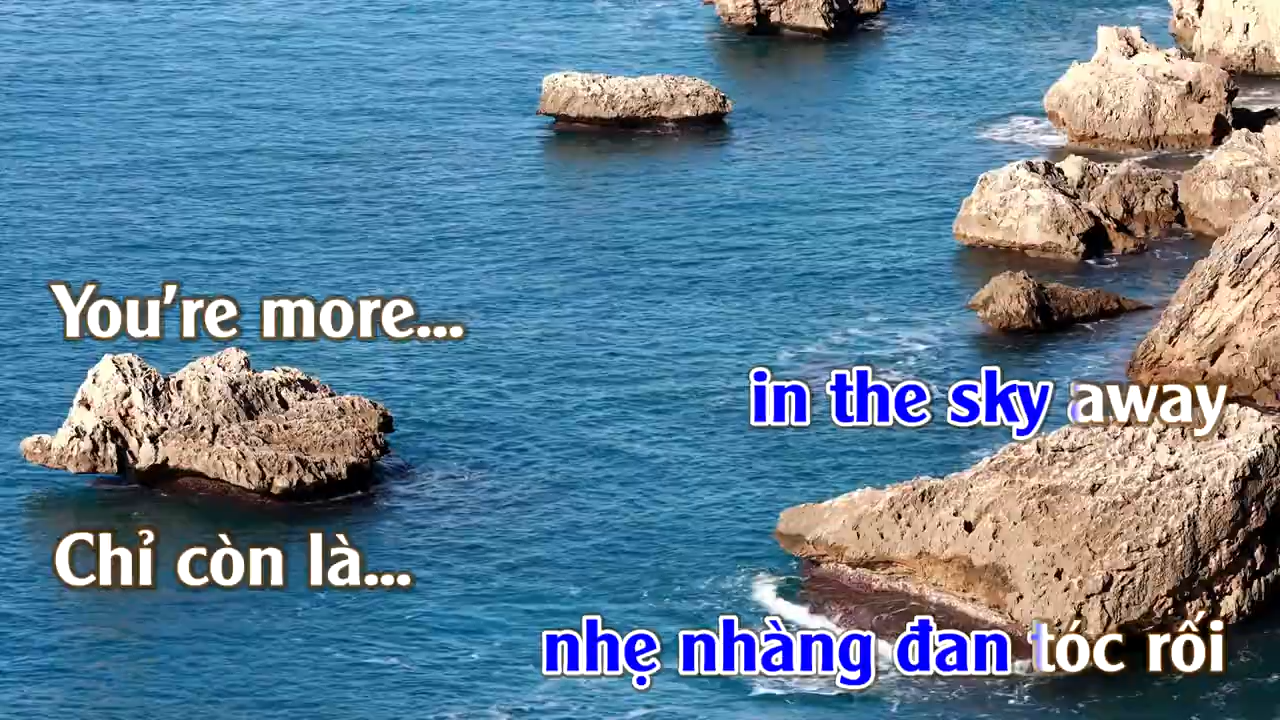 You're more...
in the sky away
Chỉ còn là...
nhẹ nhàng đan tóc rối